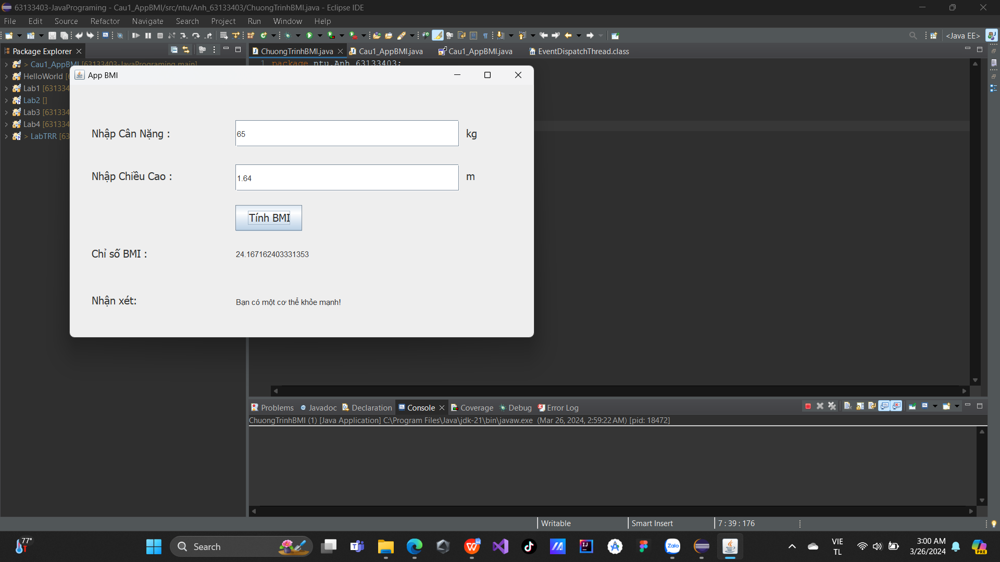 63133403-JavaPrograming - Cau1_AppBMI/src/ntu/Anh_63133403/ChuongTrinhBMI.java - Eclipse IDE
File Edit Source Refactor Navigate Search Project Run Window Help
<Java EE>
Package Explorer
ChuongTrinhBMI.java Cau1_AppBMI.java Cau1_AppBMI.java EventDispatchThread.class
> Cau1_AppBMI [63133403-JavaPrograming main]
1 package ntu.Anh_63133403;
HelloWorld
Lab1 [631334
Lab2 []
Lab3 [631334
Lab4 [631334
> LabTRR [63
App BMI
Nhập Cân Nặng : 65 kg
Nhập Chiều Cao : 1.64 m
Tính BMI
Chỉ số BMI : 24.167162403331353
Nhận xét: Bạn có một cơ thể khỏe mạnh!
Problems Javadoc Declaration Console Coverage Debug Error Log
ChuongTrinhBMI (1) [Java Application] C:\Program Files\Java\jdk-21\bin\javaw.exe (Mar 26, 2024, 2:59:22 AM) [pid: 18472]
Writable Smart Insert 7 : 39 : 176
77°
Search
Zalo
VIE
TL
3:00 AM
3/26/2024
PRE